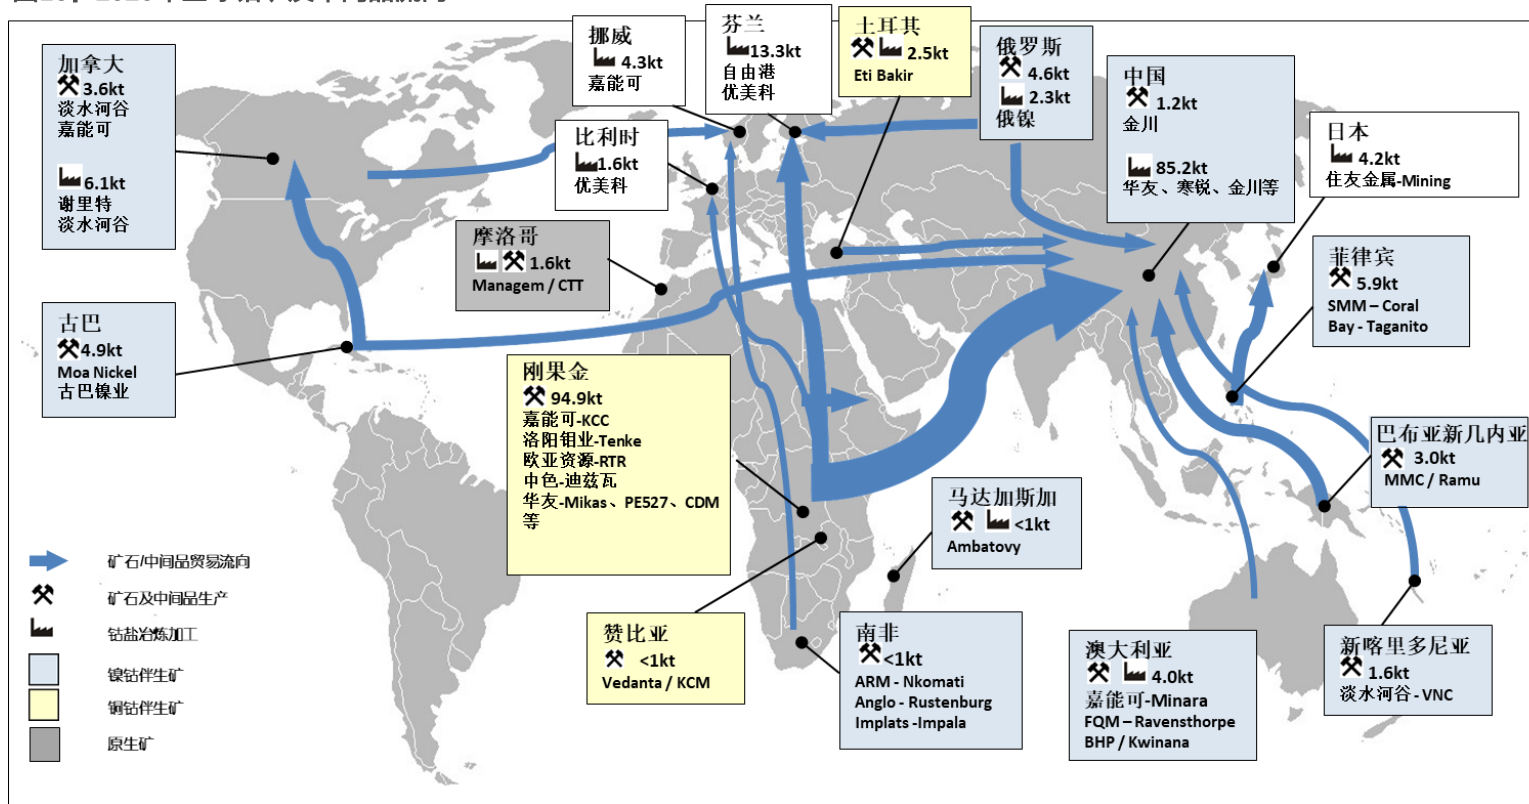 加拿大
3.6kt
淡水河谷
嘉能可
6.1kt
谢里特
淡水河谷
挪威
4.3kt
嘉能可
芬兰
13.3kt
自由港
优美科
土耳其
2.5kt
Eti Bakir
俄罗斯
4.6kt
2.3kt
俄镍
中国
1.2kt
金川
85.2kt
华友、寒锐、金川等
日本
4.2kt
住友金属-Mining
比利时
1.6kt
优美科
摩洛哥
1.6kt
Managem / CTT
菲律宾
5.9kt
SMM – Coral
Bay - Taganito
古巴
4.9kt
Moa Nickel
古巴镍业
刚果金
94.9kt
嘉能可-KCC
洛阳钼业-Tenke
欧亚资源-RTR
中色-迪兹瓦
华友-Mikas、PE527、CDM
等
巴布亚新几内亚
3.0kt
MMC / Ramu
马达加斯加
<1kt
Ambatovy
赞比亚
<1kt
Vedanta / KCM
南非
<1kt
ARM - Nkomati
Anglo - Rustenburg
Implats -Impala
澳大利亚
4.0kt
嘉能可-Minara
FQM – Ravensthorpe
BHP / Kwinana
新喀里多尼亚
1.6kt
淡水河谷 - VNC
矿石/中间品贸易流向
矿石及中间品生产
钴盐冶炼加工
镍钴伴生矿
铜钴伴生矿
原生矿